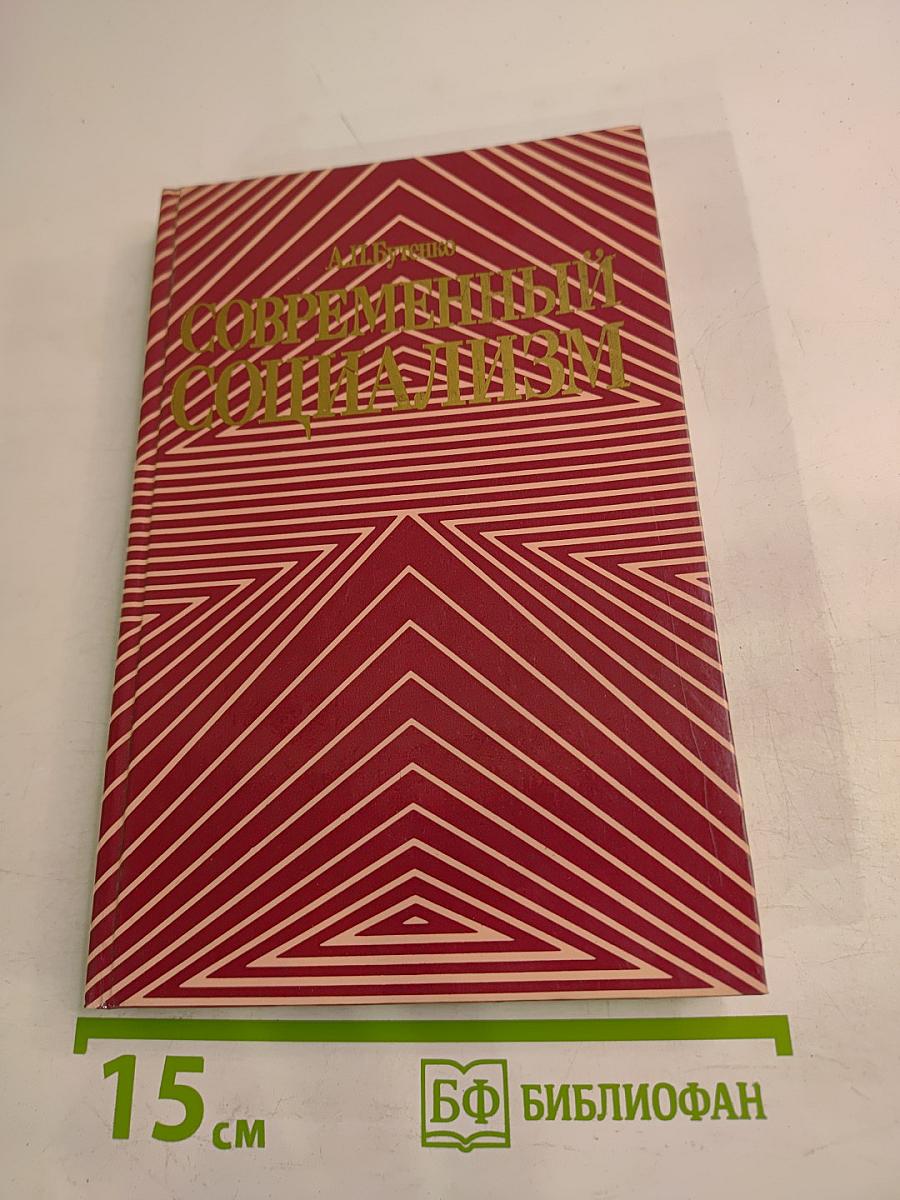 А.П.Бутенко
СОВРЕМЕННЫЙ
СОЦИАЛИЗМ
15 см
БФ БИБЛИОФАН